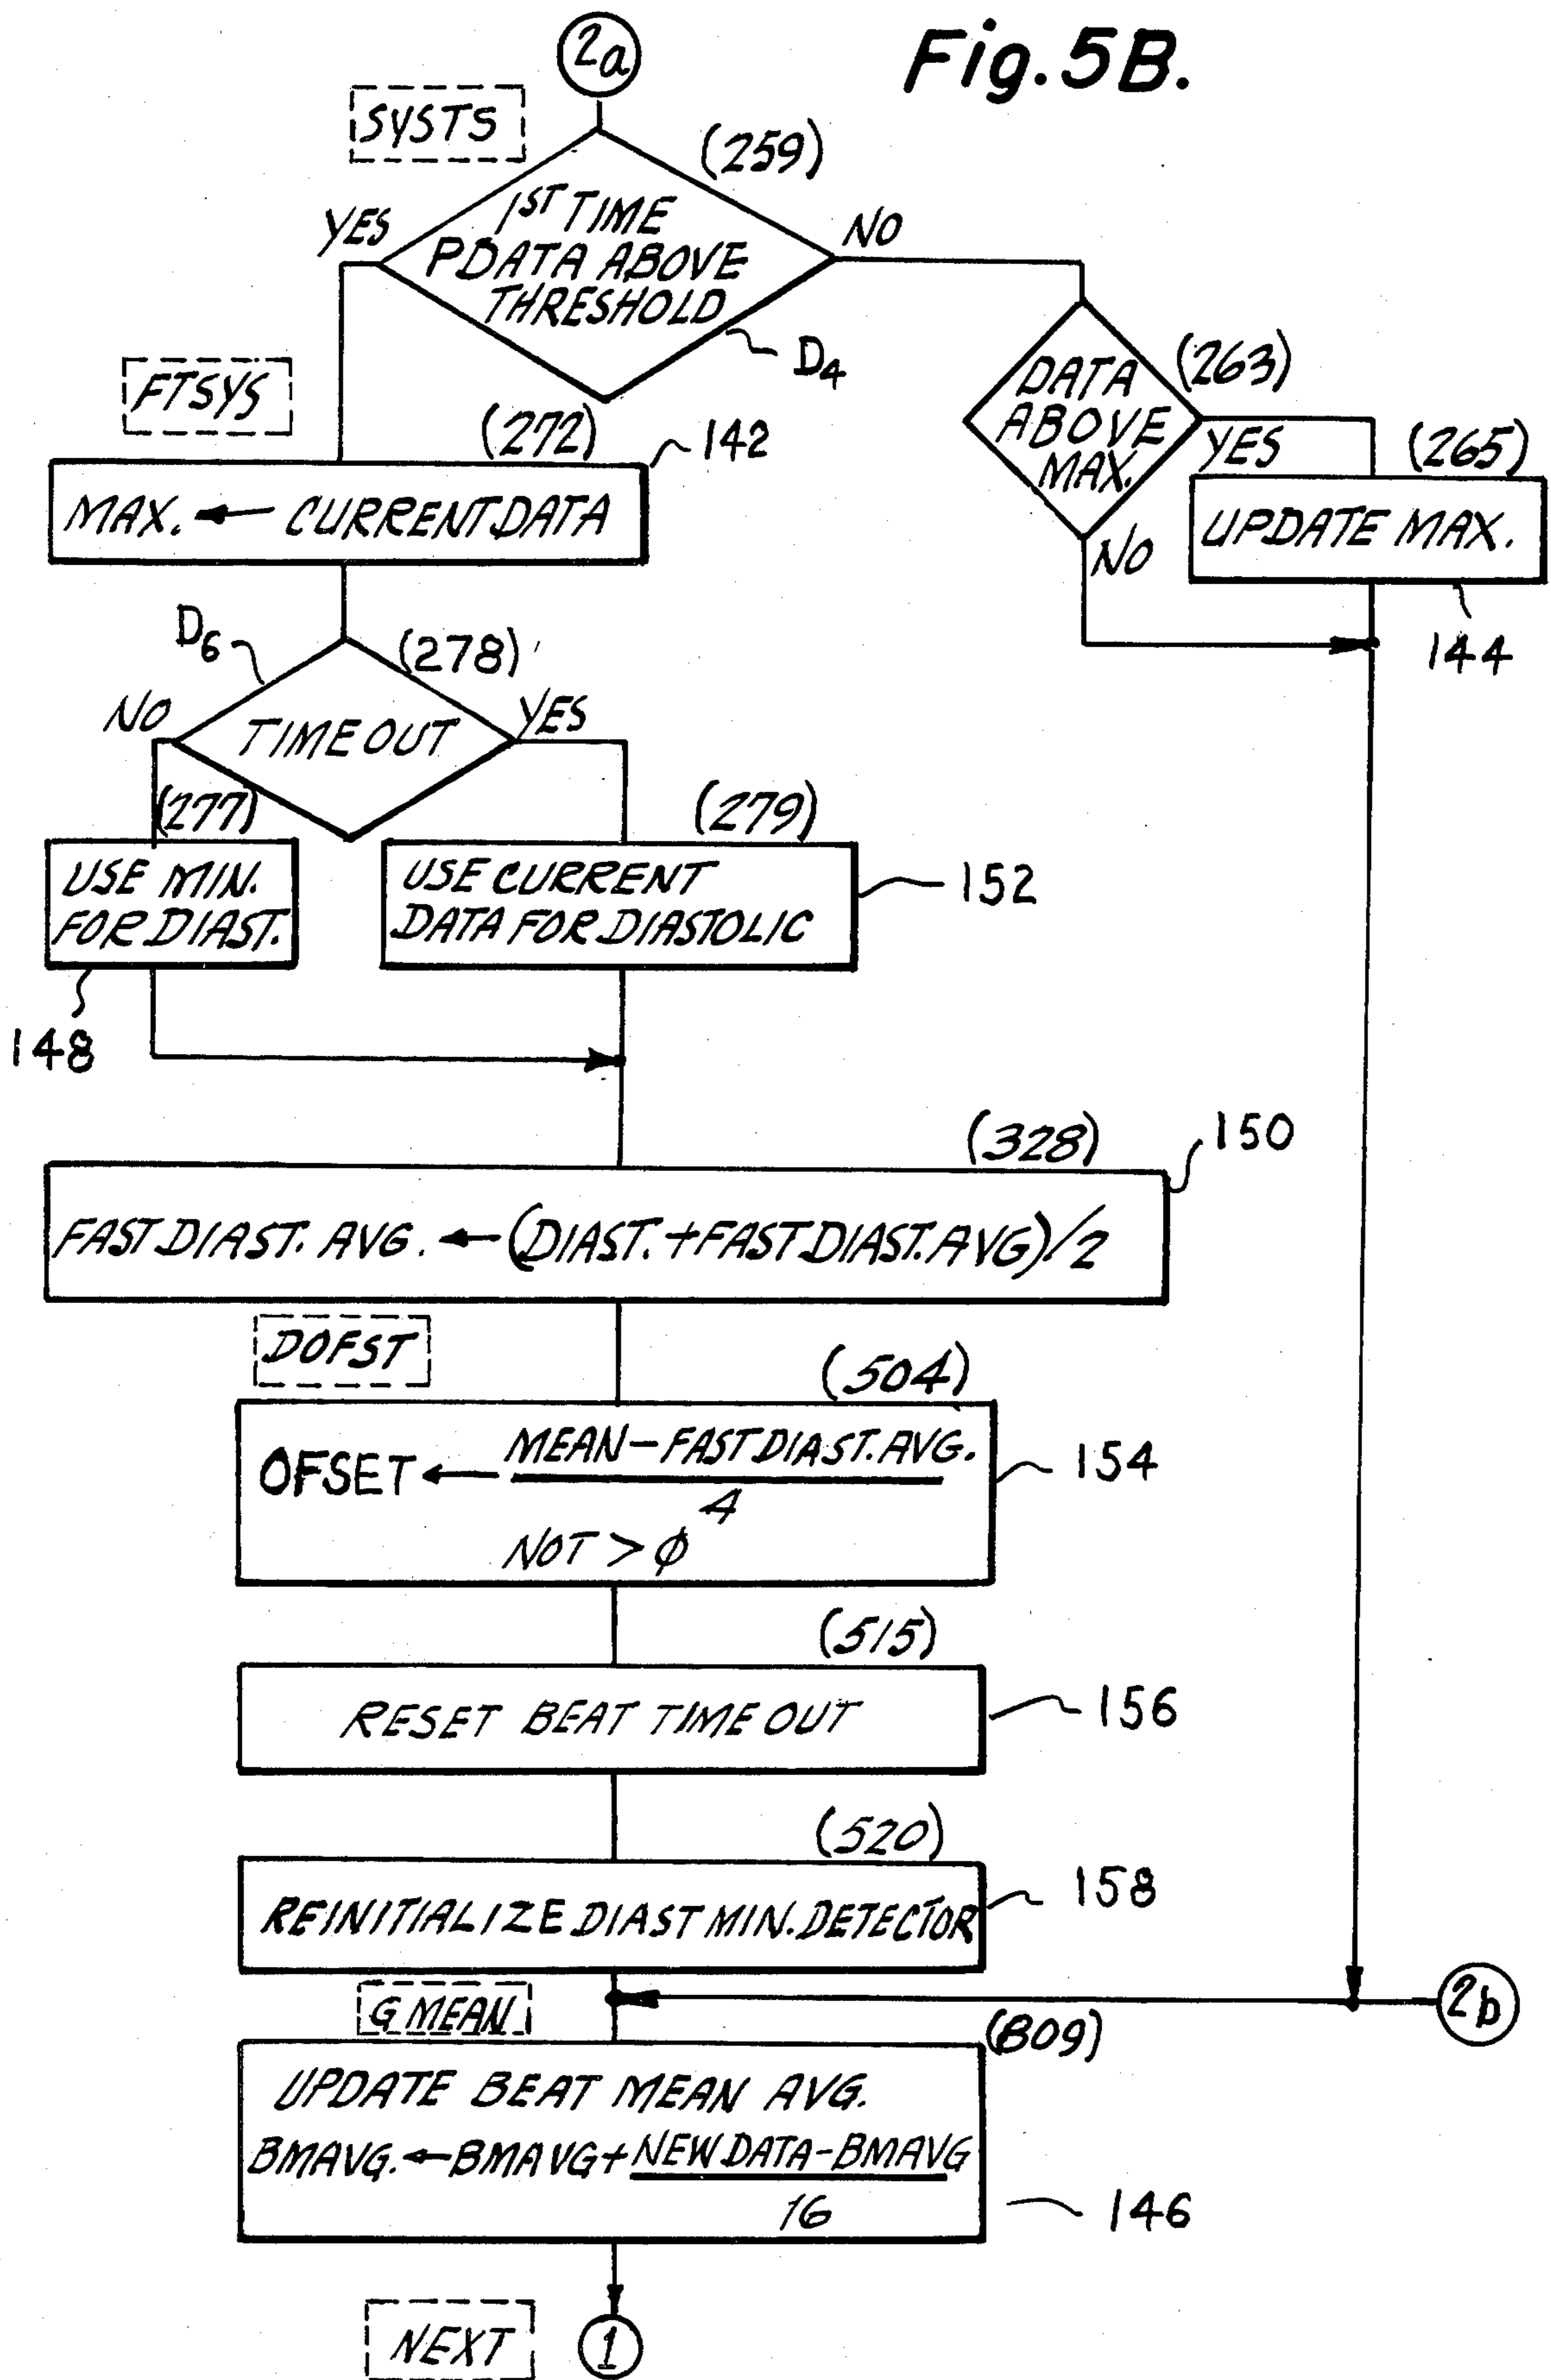 Fig. 5B.
2a
SYSTS
(259)
1ST TIME
PDATA ABOVE
THRESHOLD
YES
NO
D4
FTSYS
(272)
142
MAX. ← CURRENT DATA
DATA
ABOVE
MAX.
(263)
YES
NO
(265)
UPDATE MAX.
144
D6
(278)
TIME OUT
NO
YES
(277)
USE MIN.
FOR DIAST.
148
(279)
USE CURRENT
DATA FOR DIASTOLIC
152
(328)
150
FAST DIAST. AVG. ← (DIAST. + FAST DIAST. AVG)/2
DOFST
(504)
OFSET ← MEAN – FAST DIAST. AVG.
4
NOT > φ
154
(515)
RESET BEAT TIME OUT
156
(520)
REINITIALIZE DIAST MIN. DETECTOR
158
G MEAN
2b
(809)
UPDATE BEAT MEAN AVG.
BMAVG. ← BMAVG + NEW DATA – BMAVG
16
146
NEXT
1